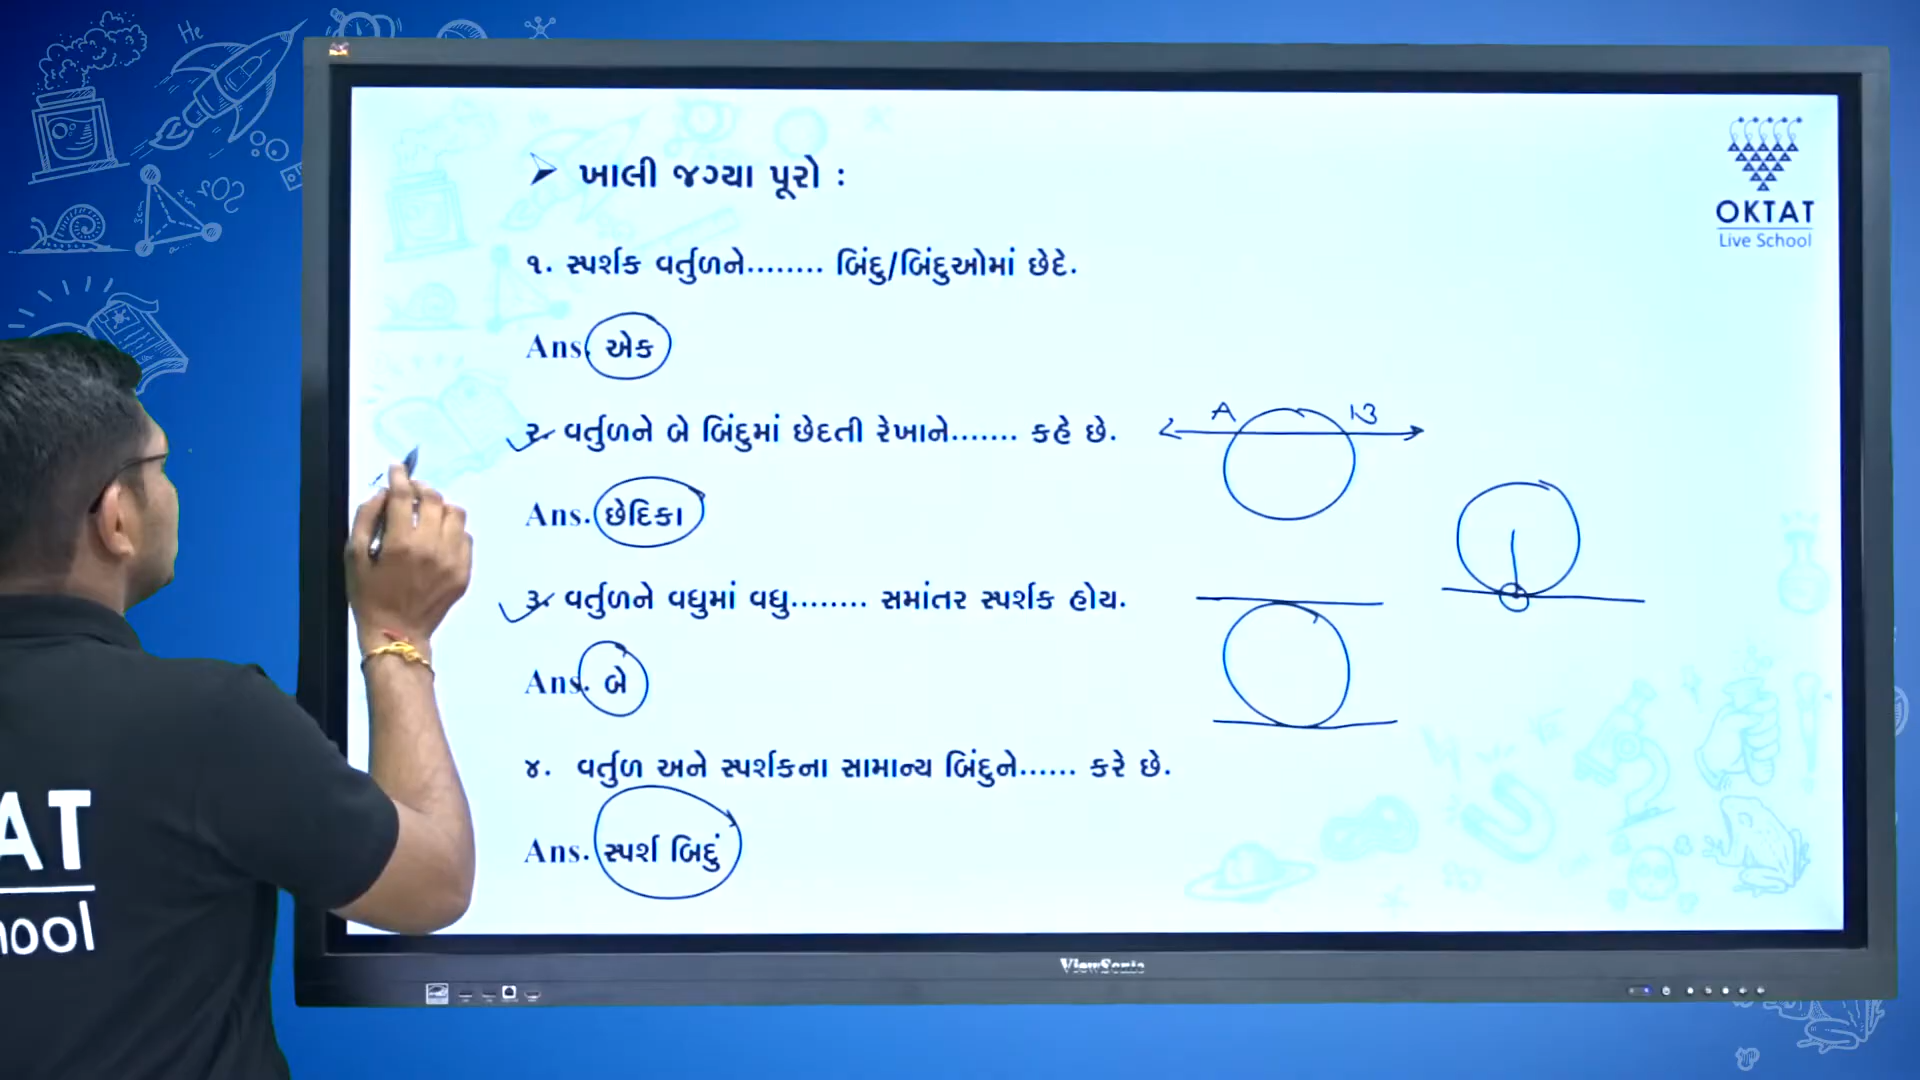 ખાલી જગ્યા પૂરો :
૧. સ્પર્શક વર્તુળને........ બિંદુ/બિંદુઓમાં છેદે.
Ans. એક
૨. વર્તુળને બે બિંદુમાં છેદતી રેખાને....... કહે છે.
A B
Ans. છેદિકા
૩. વર્તુળને વધુમાં વધુ........ સમાંતર સ્પર્શક હોય.
Ans. બે
૪. વર્તુળ અને સ્પર્શકના સામાન્ય બિંદુને...... કરે છે.
Ans. સ્પર્શ બિદું
OKTAT
Live School
ViewSonic
AT
hool
He